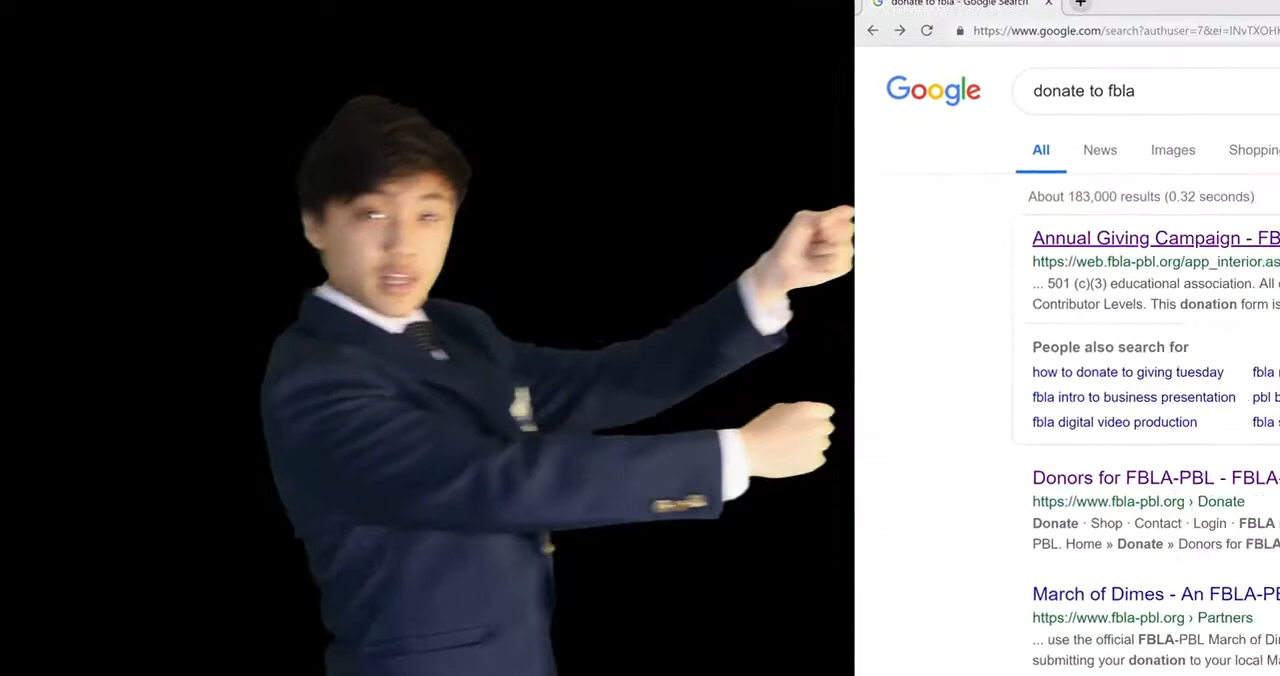 donate to fbla - Google Search
https://www.google.com/search?authuser=7&ei=
Google
donate to fbla
All News Images Shopping
About 183,000 results (0.32 seconds)
Annual Giving Campaign - FB
https://web.fbla-pbl.org/app_interior.as
... 501 (c)(3) educational association. All
Contributor Levels. This donation form is
People also search for
how to donate to giving tuesday fbla
fbla intro to business presentation pbl
fbla digital video production fbla
Donors for FBLA-PBL - FBLA-
https://www.fbla-pbl.org › Donate
Donate · Shop · Contact · Login · FBLA
PBL. Home » Donate » Donors for FBLA
March of Dimes - An FBLA-PB
https://www.fbla-pbl.org › Partners
... use the official FBLA-PBL March of Di
submitting your donation to your local Ma